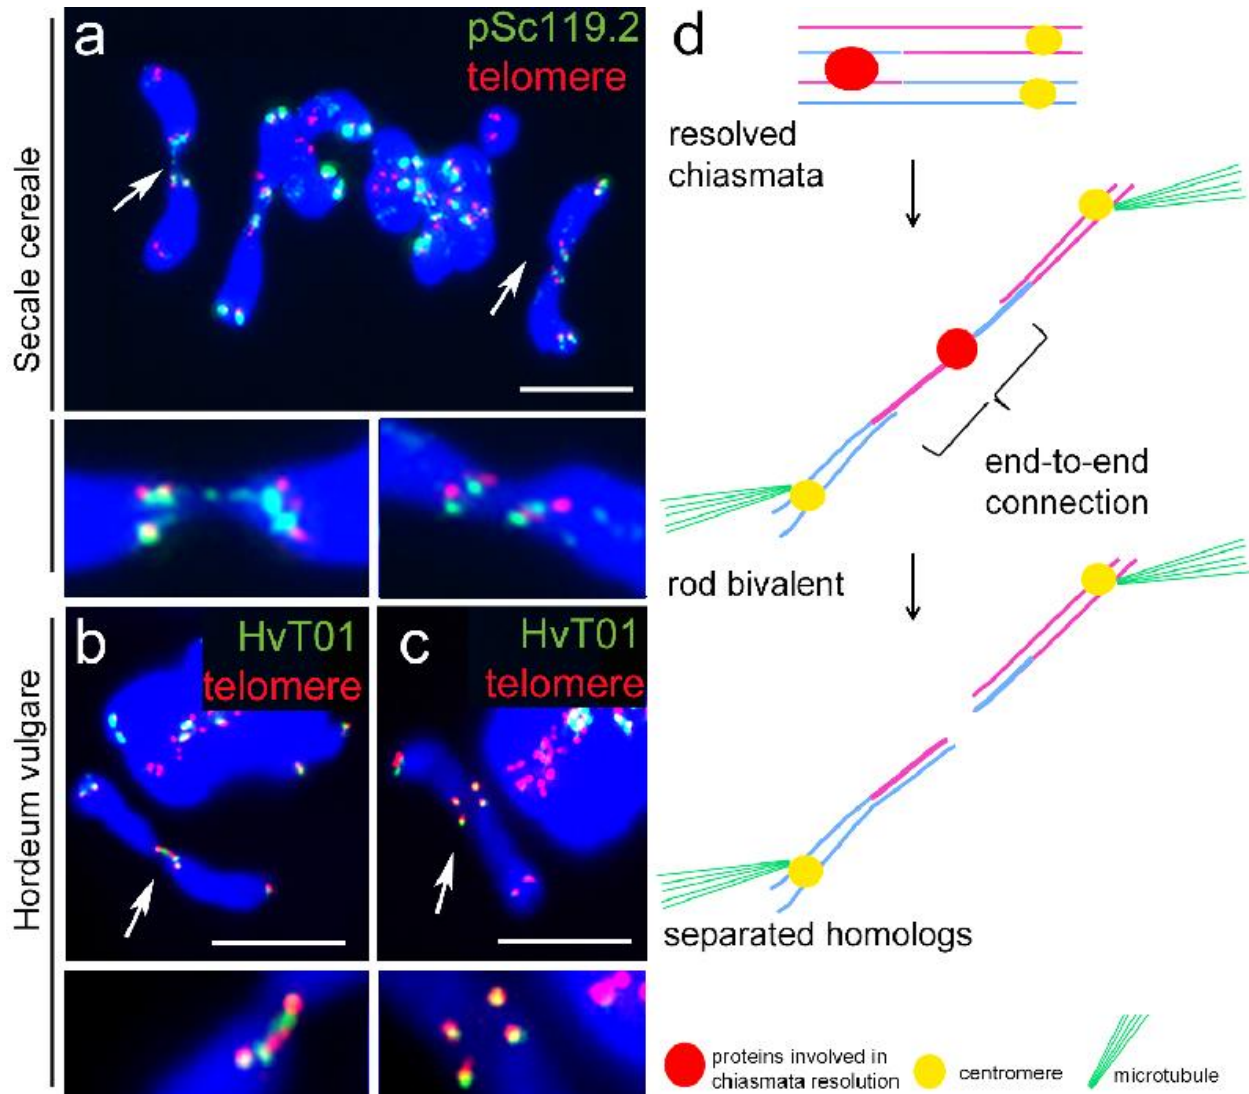 Secale cereale
a
pSc119.2
telomere
Hordeum vulgare
b
HvT01
telomere
c
HvT01
telomere
d
resolved
chiasmata
end-to-end
connection
rod bivalent
separated homologs
proteins involved in
chiasmata resolution
centromere
microtubule